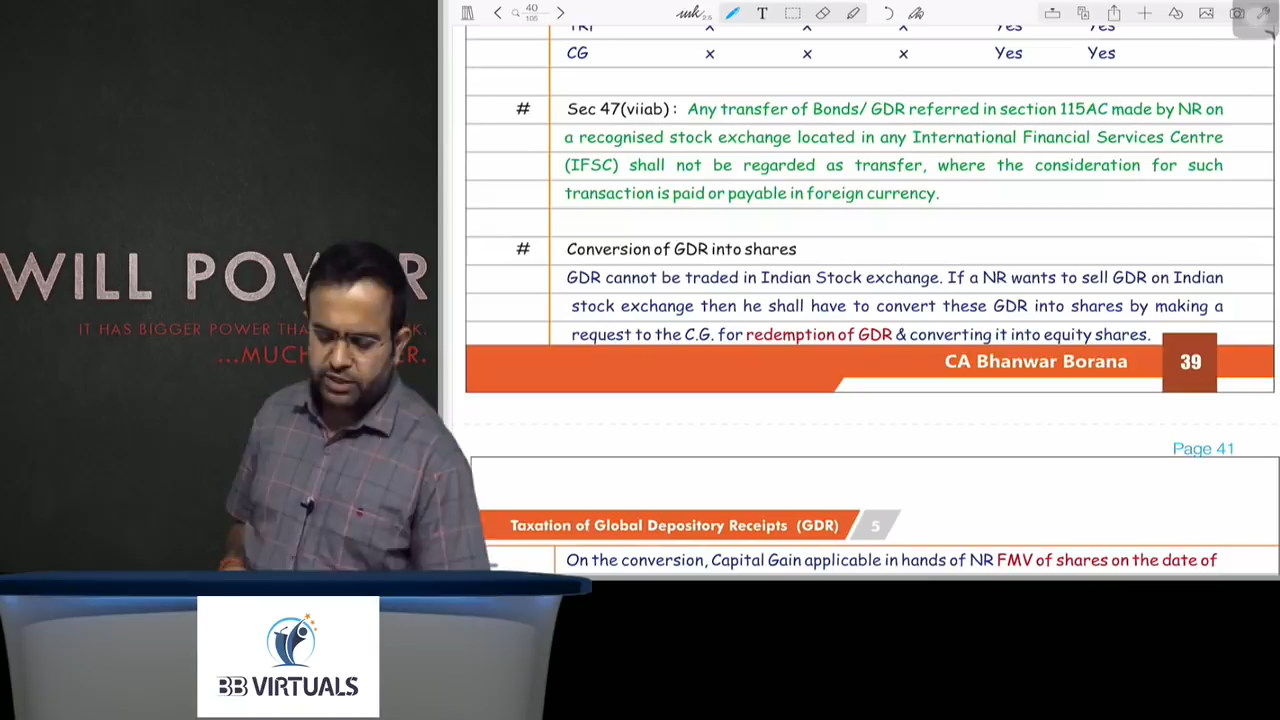 40
105
2.5
T
CG x x x Yes Yes
# Sec 47(viiab) : Any transfer of Bonds/ GDR referred in section 115AC made by NR on
a recognised stock exchange located in any International Financial Services Centre
(IFSC) shall not be regarded as transfer, where the consideration for such
transaction is paid or payable in foreign currency.
# Conversion of GDR into shares
GDR cannot be traded in Indian Stock exchange. If a NR wants to sell GDR on Indian
stock exchange then he shall have to convert these GDR into shares by making a
request to the C.G. for redemption of GDR & converting it into equity shares.
CA Bhanwar Borana 39
Page 41
Taxation of Global Depository Receipts (GDR) 5
On the conversion, Capital Gain applicable in hands of NR FMV of shares on the date of
WILL POW R
IT HAS BIGGER POWER THA K.
...MUCH ER.
BB VIRTUALS